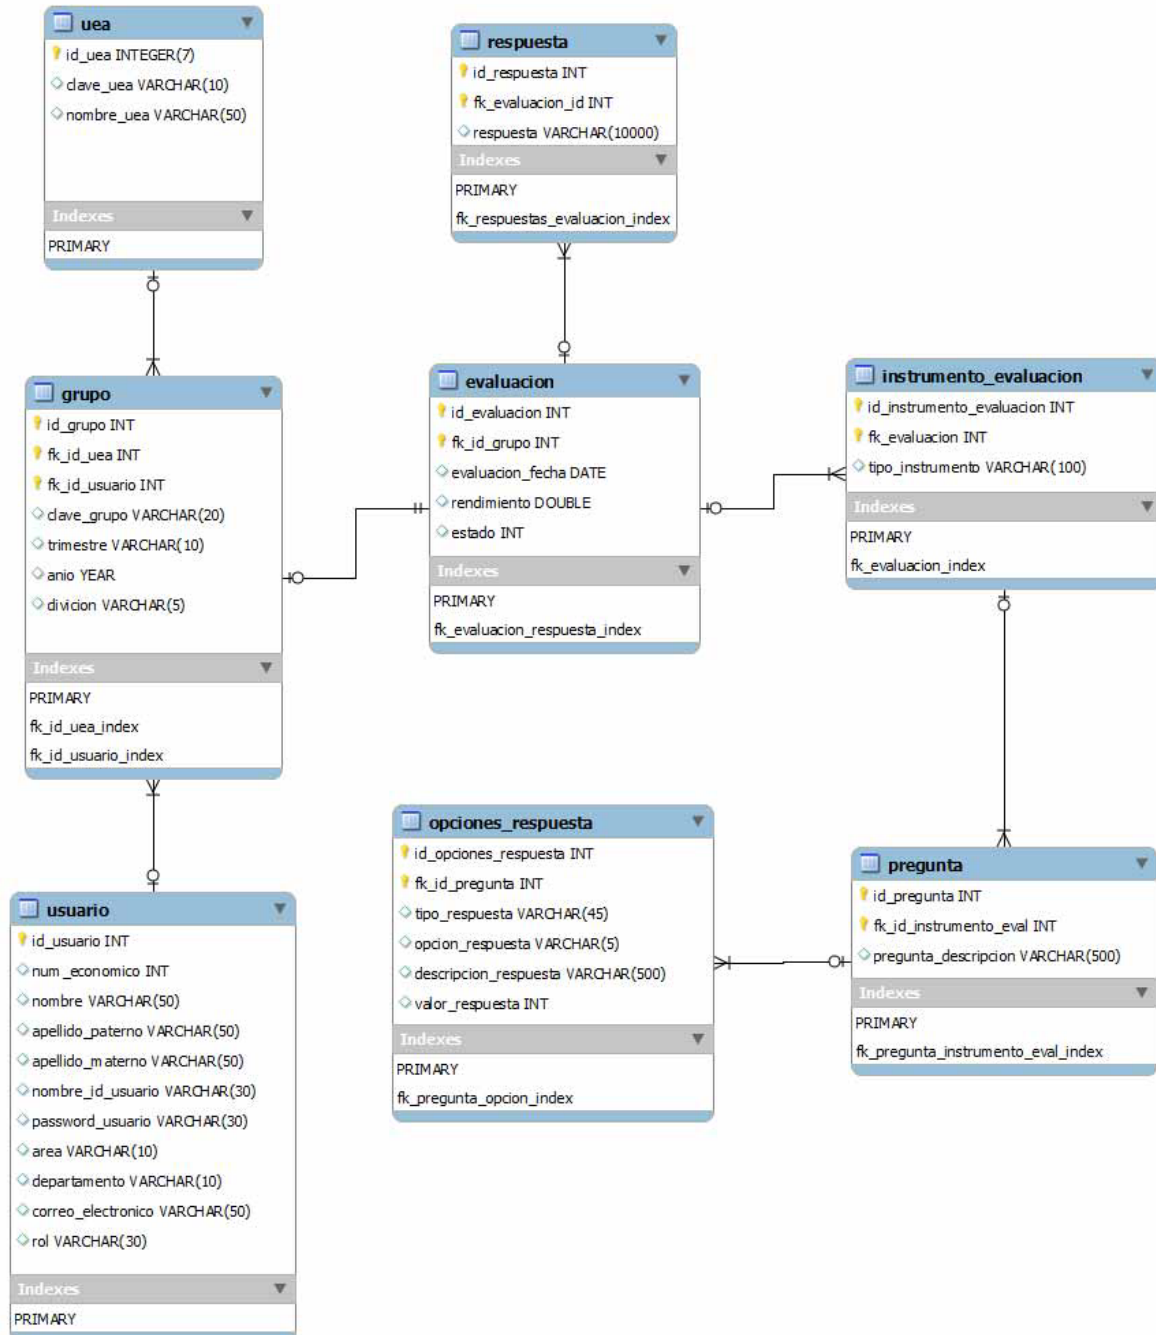 uea
id_uea INTEGER(7)
clave_uea VARCHAR(10)
nombre_uea VARCHAR(50)
Indexes
PRIMARY
respuesta
id_respuesta INT
fk_evaluacion_id INT
respuesta VARCHAR(10000)
Indexes
PRIMARY
fk_respuestas_evaluacion_index
grupo
id_grupo INT
fk_id_uea INT
fk_id_usuario INT
clave_grupo VARCHAR(20)
trimestre VARCHAR(10)
anio YEAR
divicion VARCHAR(5)
Indexes
PRIMARY
fk_id_uea_index
fk_id_usuario_index
evaluacion
id_evaluacion INT
fk_id_grupo INT
evaluacion_fecha DATE
rendimiento DOUBLE
estado INT
Indexes
PRIMARY
fk_evaluacion_respuesta_index
instrumento_evaluacion
id_instrumento_evaluacion INT
fk_evaluacion INT
tipo_instrumento VARCHAR(100)
Indexes
PRIMARY
fk_evaluacion_index
usuario
id_usuario INT
num_economico INT
nombre VARCHAR(50)
apellido_paterno VARCHAR(50)
apellido_materno VARCHAR(50)
nombre_id_usuario VARCHAR(30)
password_usuario VARCHAR(30)
area VARCHAR(10)
departamento VARCHAR(10)
correo_electronico VARCHAR(50)
rol VARCHAR(30)
Indexes
PRIMARY
opciones_respuesta
id_opciones_respuesta INT
fk_id_pregunta INT
tipo_respuesta VARCHAR(45)
opcion_respuesta VARCHAR(5)
descripcion_respuesta VARCHAR(500)
valor_respuesta INT
Indexes
PRIMARY
fk_pregunta_opcion_index
pregunta
id_pregunta INT
fk_id_instrumento_eval INT
pregunta_descripcion VARCHAR(500)
Indexes
PRIMARY
fk_pregunta_instrumento_eval_index